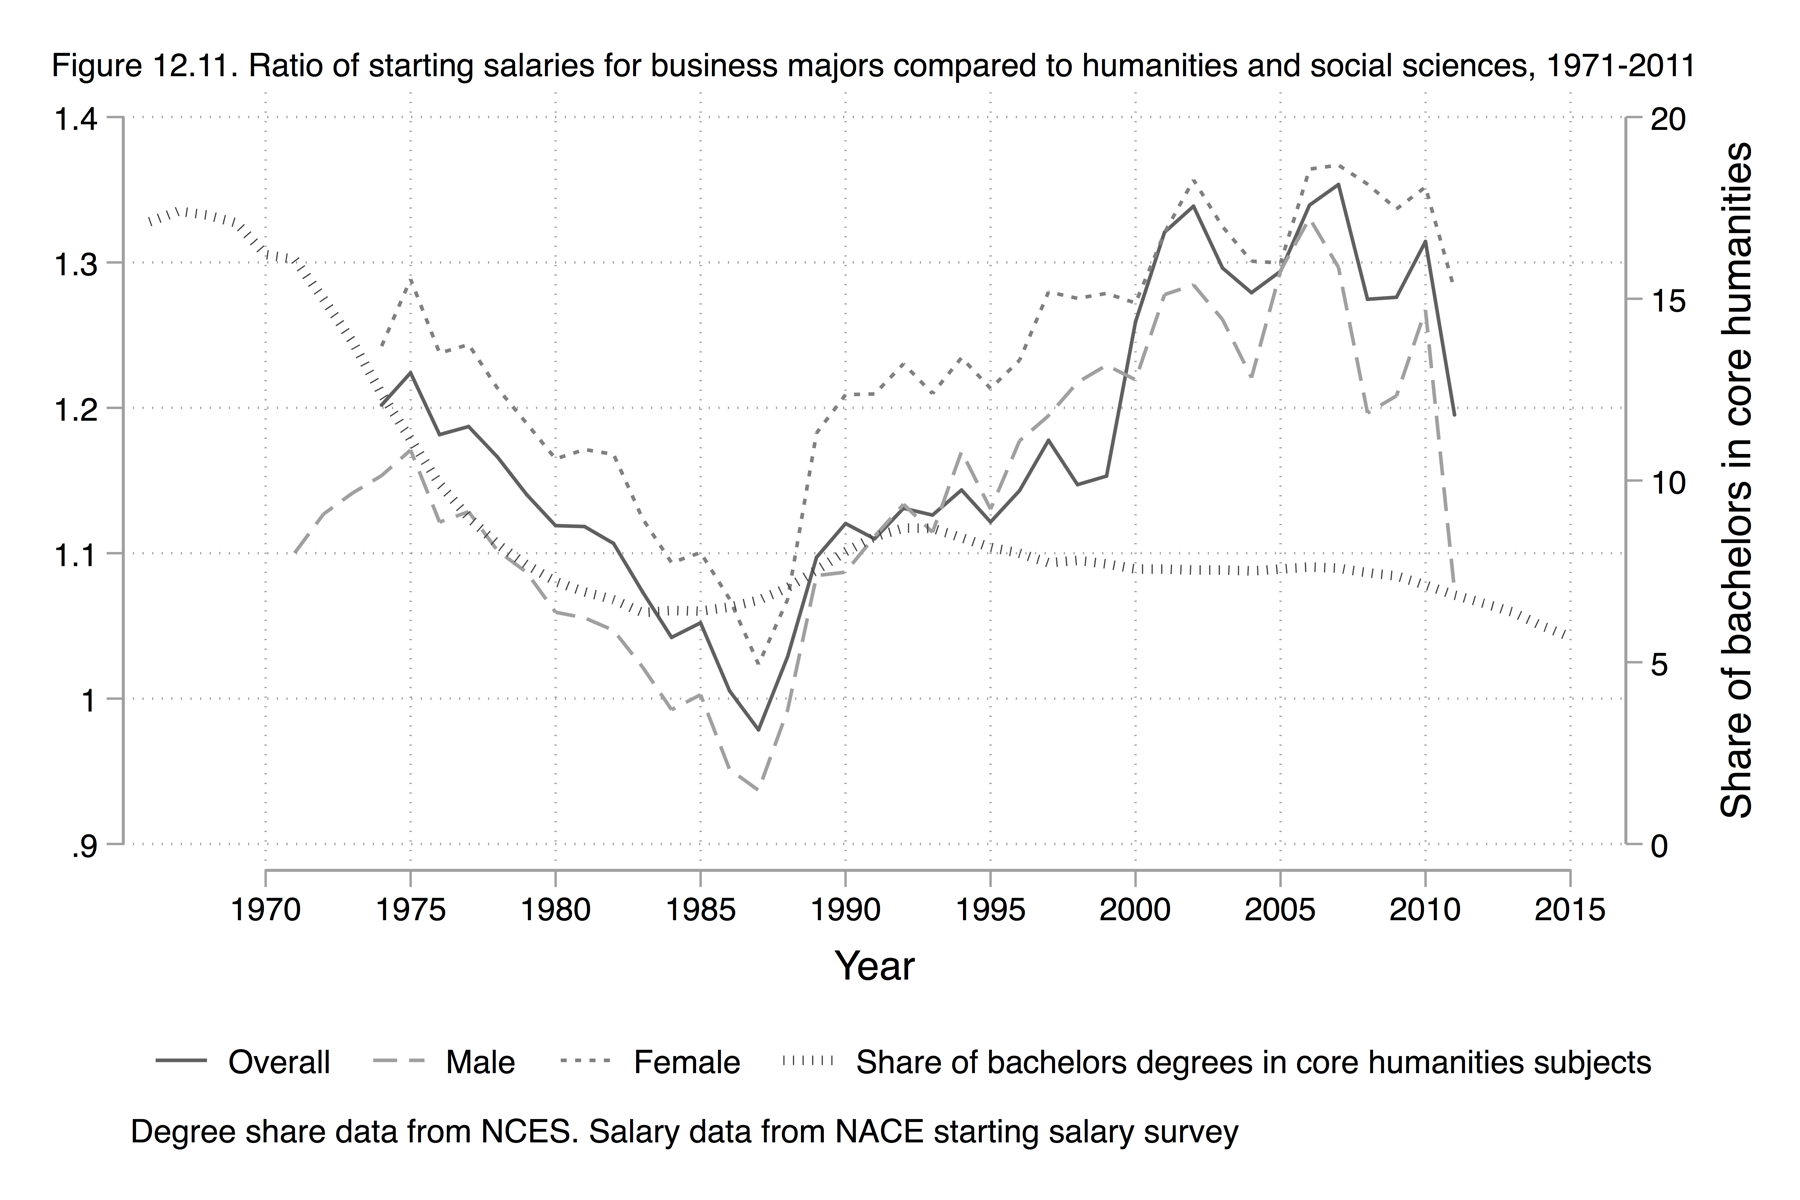 Figure 12.11. Ratio of starting salaries for business majors compared to humanities and social sciences, 1971-2011
1.4
1.3
1.2
1.1
1
.9
20
15
10
5
0
Share of bachelors in core humanities
1970 1975 1980 1985 1990 1995 2000 2005 2010 2015
Year
Overall Male Female Share of bachelors degrees in core humanities subjects
Degree share data from NCES. Salary data from NACE starting salary survey